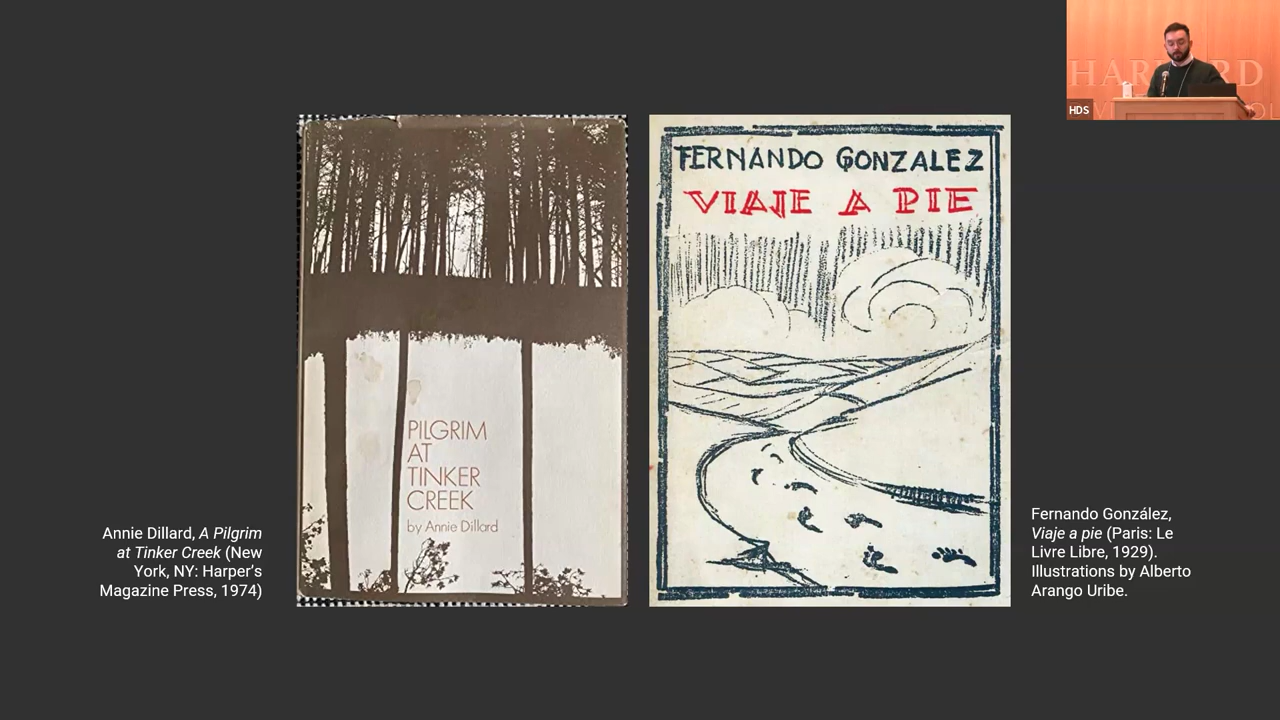 HARVARD
HDS
PILGRIM
AT
TINKER
CREEK
by Annie Dillard
FERNANDO GONZALEZ
VIAJE A PIE
Annie Dillard, A Pilgrim
at Tinker Creek (New
York, NY: Harper's
Magazine Press, 1974)
Fernando González,
Viaje a pie (Paris: Le
Livre Libre, 1929).
Illustrations by Alberto
Arango Uribe.